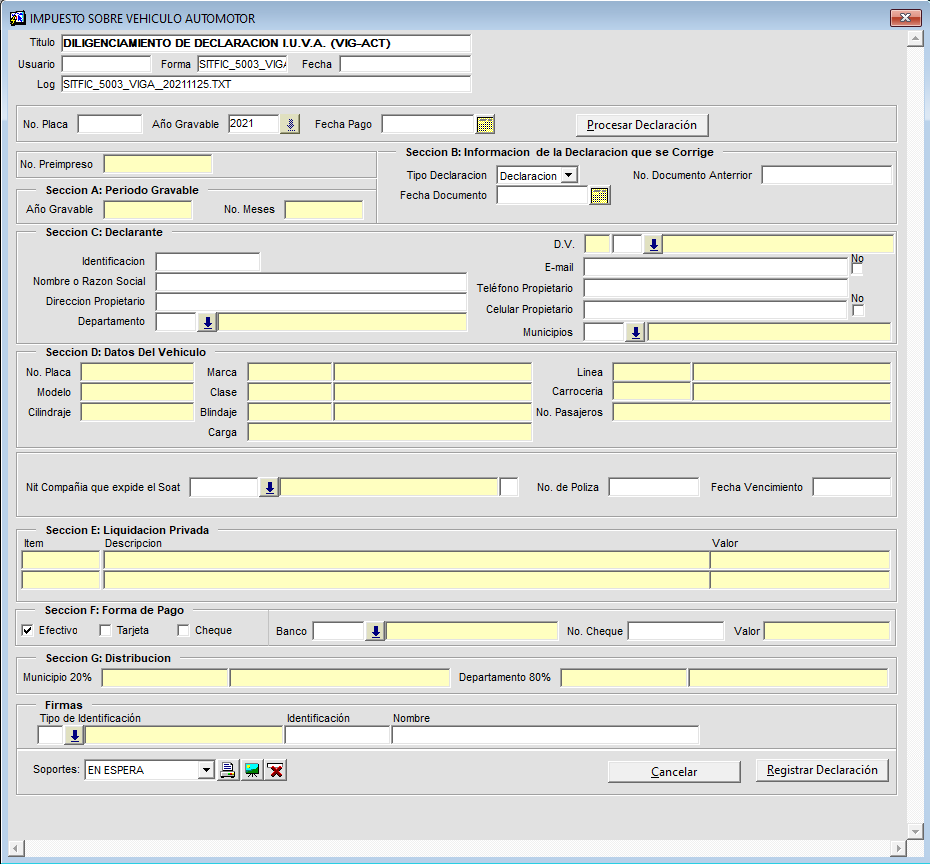 IMPUESTO SOBRE VEHICULO AUTOMOTOR
Titulo DILIGENCIAMIENTO DE DECLARACION I.U.V.A. (VIG-ACT)
Usuario Forma SITFIC_5003_VIGA Fecha
Log SITFIC_5003_VIGA_20211125.TXT
No. Placa Año Gravable 2021 Fecha Pago Procesar Declaración
No. Preimpreso
Seccion B: Informacion de la Declaracion que se Corrige
Tipo Declaracion Declaracion No. Documento Anterrior
Fecha Documento
Seccion A: Periodo Gravable
Año Gravable No. Meses
Seccion C: Declarante
D.V.
Identificacion
E-mail No
Nombre o Razon Social
Teléfono Propietario
Direccion Propietario
Celular Propietario No
Departamento
Municipios
Seccion D: Datos Del Vehiculo
No. Placa Marca Linea
Modelo Clase Carroceria
Cilindraje Blindaje No. Pasajeros
Carga
Nit Compañia que expide el Soat No. de Poliza Fecha Vencimiento
Seccion E: Liquidacion Privada
Item Descripcion Valor
Seccion F: Forma de Pago
Efectivo Tarjeta Cheque Banco No. Cheque Valor
Seccion G: Distribucion
Municipio 20% Departamento 80%
Firmas
Tipo de Identificación Identificación Nombre
Soportes: EN ESPERA Cancelar Registrar Declaración